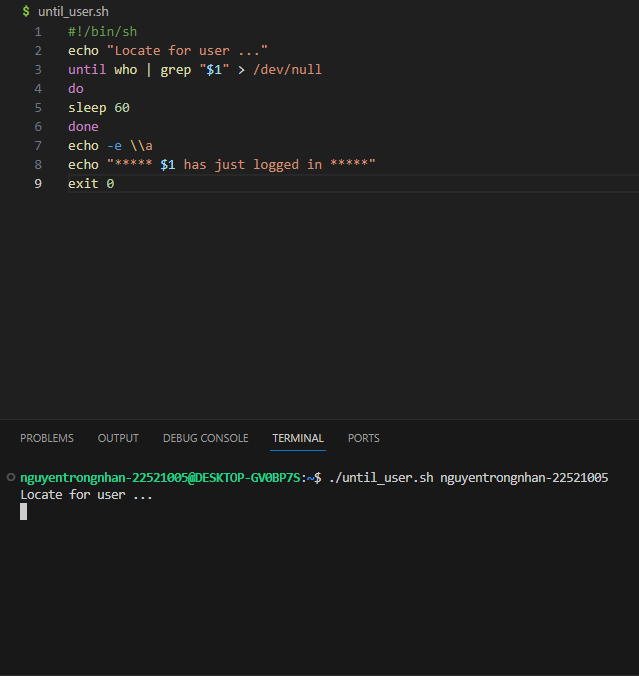 $ until_user.sh
1 #!/bin/sh
2 echo "Locate for user ..."
3 until who | grep "$1" > /dev/null
4 do
5 sleep 60
6 done
7 echo -e \\a
8 echo "***** $1 has just logged in *****"
9 exit 0
PROBLEMS OUTPUT DEBUG CONSOLE TERMINAL PORTS
nguyentrongnhan-22521005@DESKTOP-GV0BP7S:~$ ./until_user.sh nguyentrongnhan-22521005
Locate for user ...